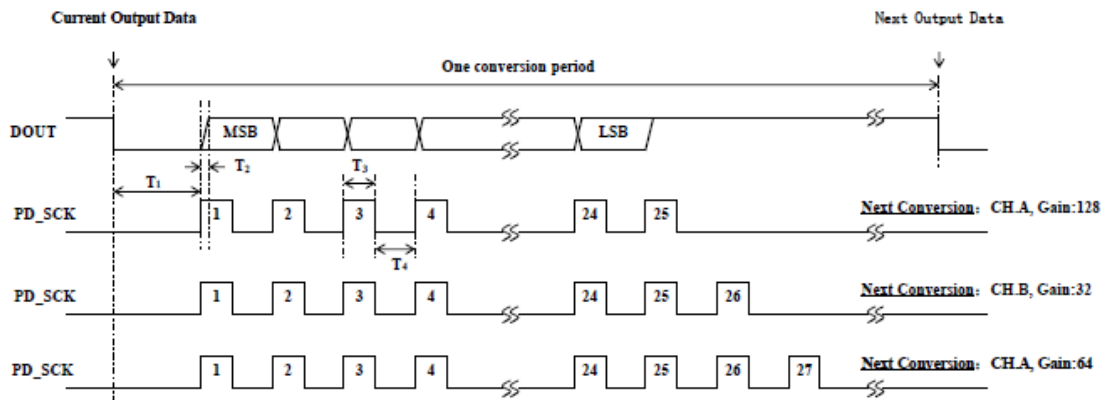 Current Output Data
Next Output Data
One conversion period
DOUT
MSB
LSB
T1
T2
T3
PD_SCK
1
2
3
4
24
25
Next Conversion: CH.A, Gain:128
T4
PD_SCK
1
2
3
4
24
25
26
Next Conversion: CH.B, Gain:32
PD_SCK
1
2
3
4
24
25
26
27
Next Conversion: CH.A, Gain:64